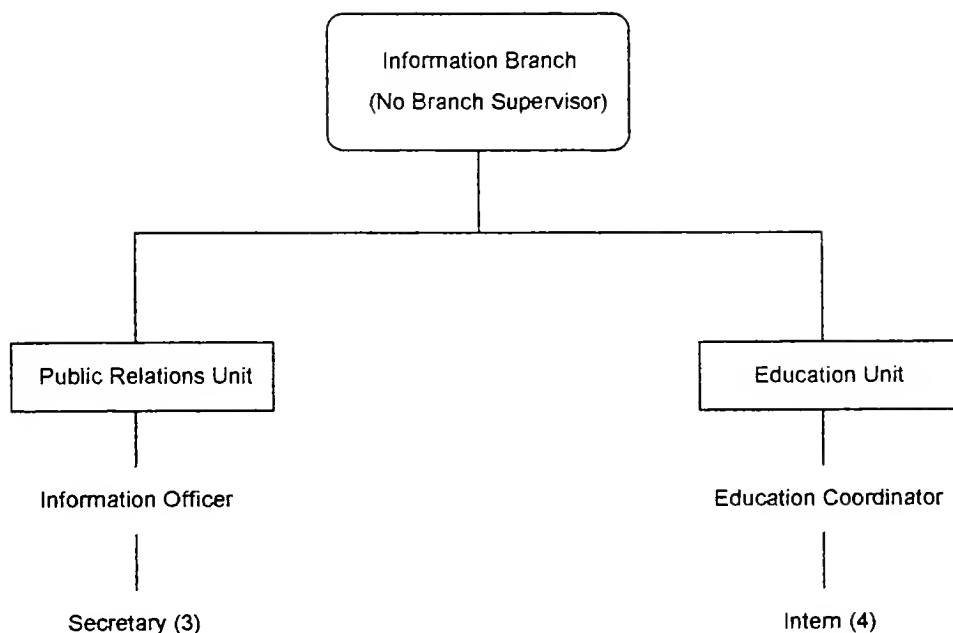 Information Branch
(No Branch Supervisor)
Public Relations Unit
Education Unit
Information Officer
Education Coordinator
Secretary (3)
Intern (4)